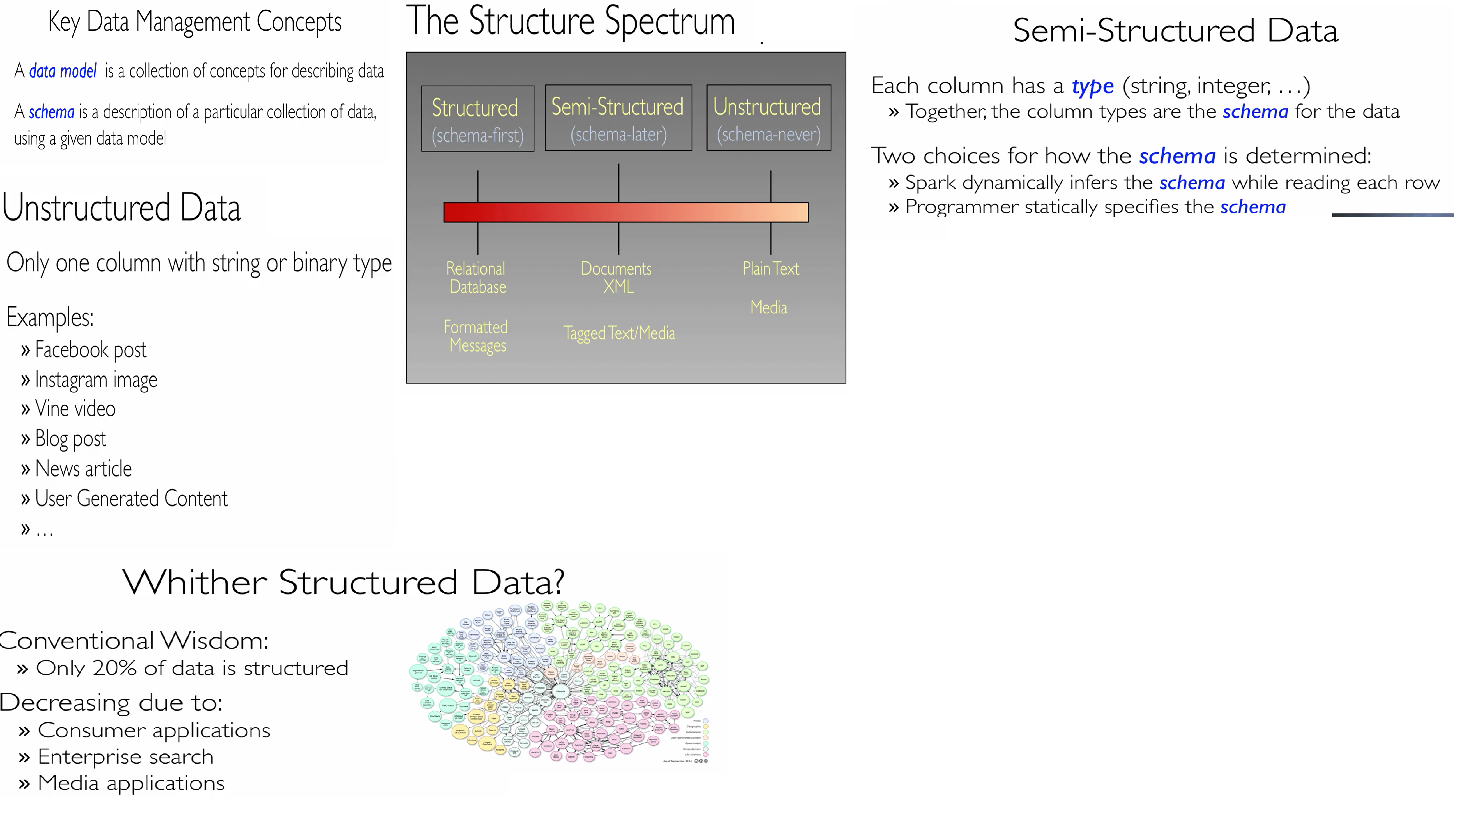 Key Data Management Concepts
A data model is a collection of concepts for describing data
A schema is a description of a particular collection of data,
using a given data model
Unstructured Data
Only one column with string or binary type
Examples:
» Facebook post
» Instagram image
» Vine video
» Blog post
» News article
» User Generated Content
» ...
The Structure Spectrum
Structured
(schema-first)
Semi-Structured
(schema-later)
Unstructured
(schema-never)
Relational
Database
Formatted
Messages
Documents
XML
Tagged Text/Media
Plain Text
Media
Semi-Structured Data
Each column has a type (string, integer, ...)
» Together, the column types are the schema for the data
Two choices for how the schema is determined:
» Spark dynamically infers the schema while reading each row
» Programmer statically specifies the schema
Whither Structured Data?
Conventional Wisdom:
» Only 20% of data is structured
Decreasing due to:
» Consumer applications
» Enterprise search
» Media applications